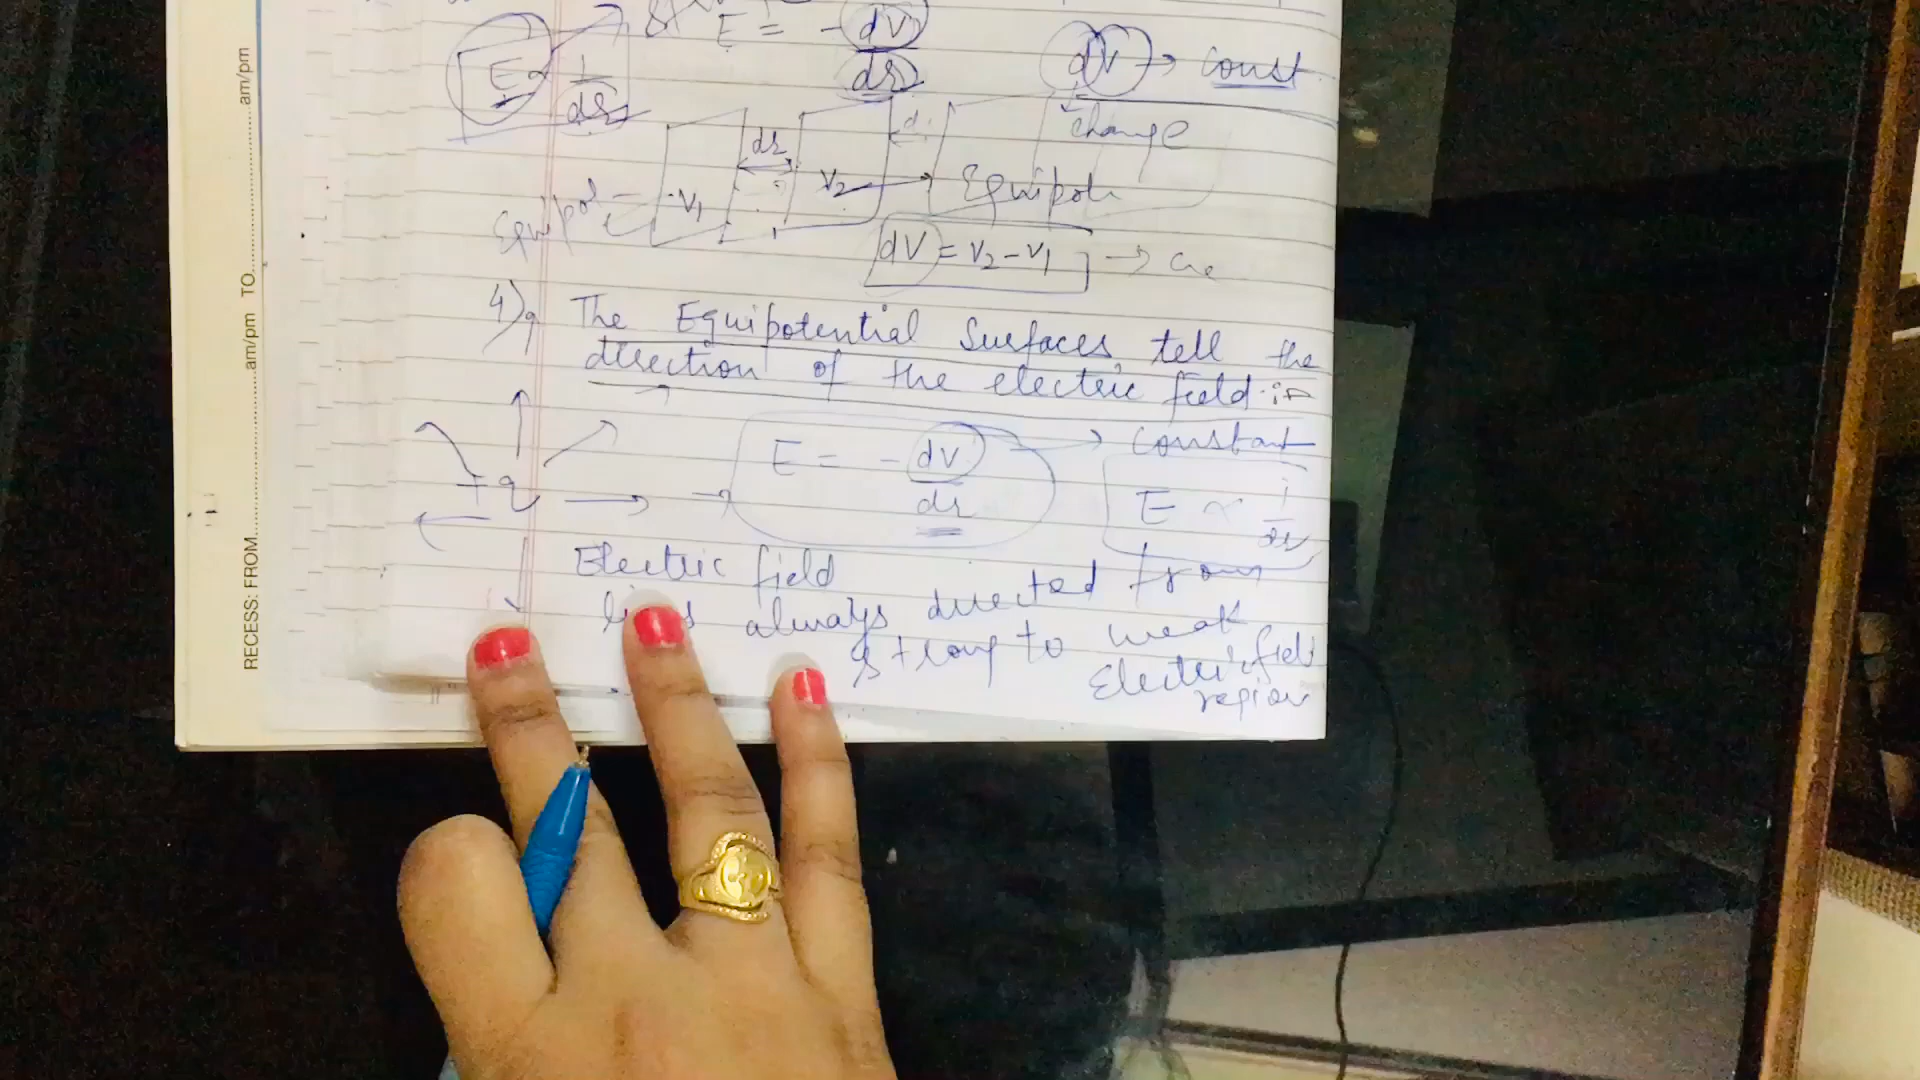 E = - dV
dr
dV → Const.
E ∝ 1
dr
change
dr
V1
V2
Equipot
Equipot
dV = V2 - V1
4) The Equipotential Surfaces tell the
direction of the electric field in
+q
E = - dV
dr
constant
E ∝ 1
dr
Electric field
always directed from
strong to weak
Electric field
region
RECESS: FROM am/pm TO am/pm